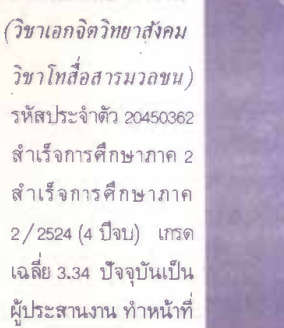 (วิชาเอกจิตวิทยาสังคม
วิชาโทสื่อสารมวลชน)
รหัสประจำตัว 20450362
สำเร็จการศึกษาภาค 2
สำเร็จการศึกษาภาค
2/2524 (4 ปีจบ) เกรด
เฉลี่ย 3.34 ปัจจุบันเป็น
ผู้ประสานงาน ทำหน้าที่